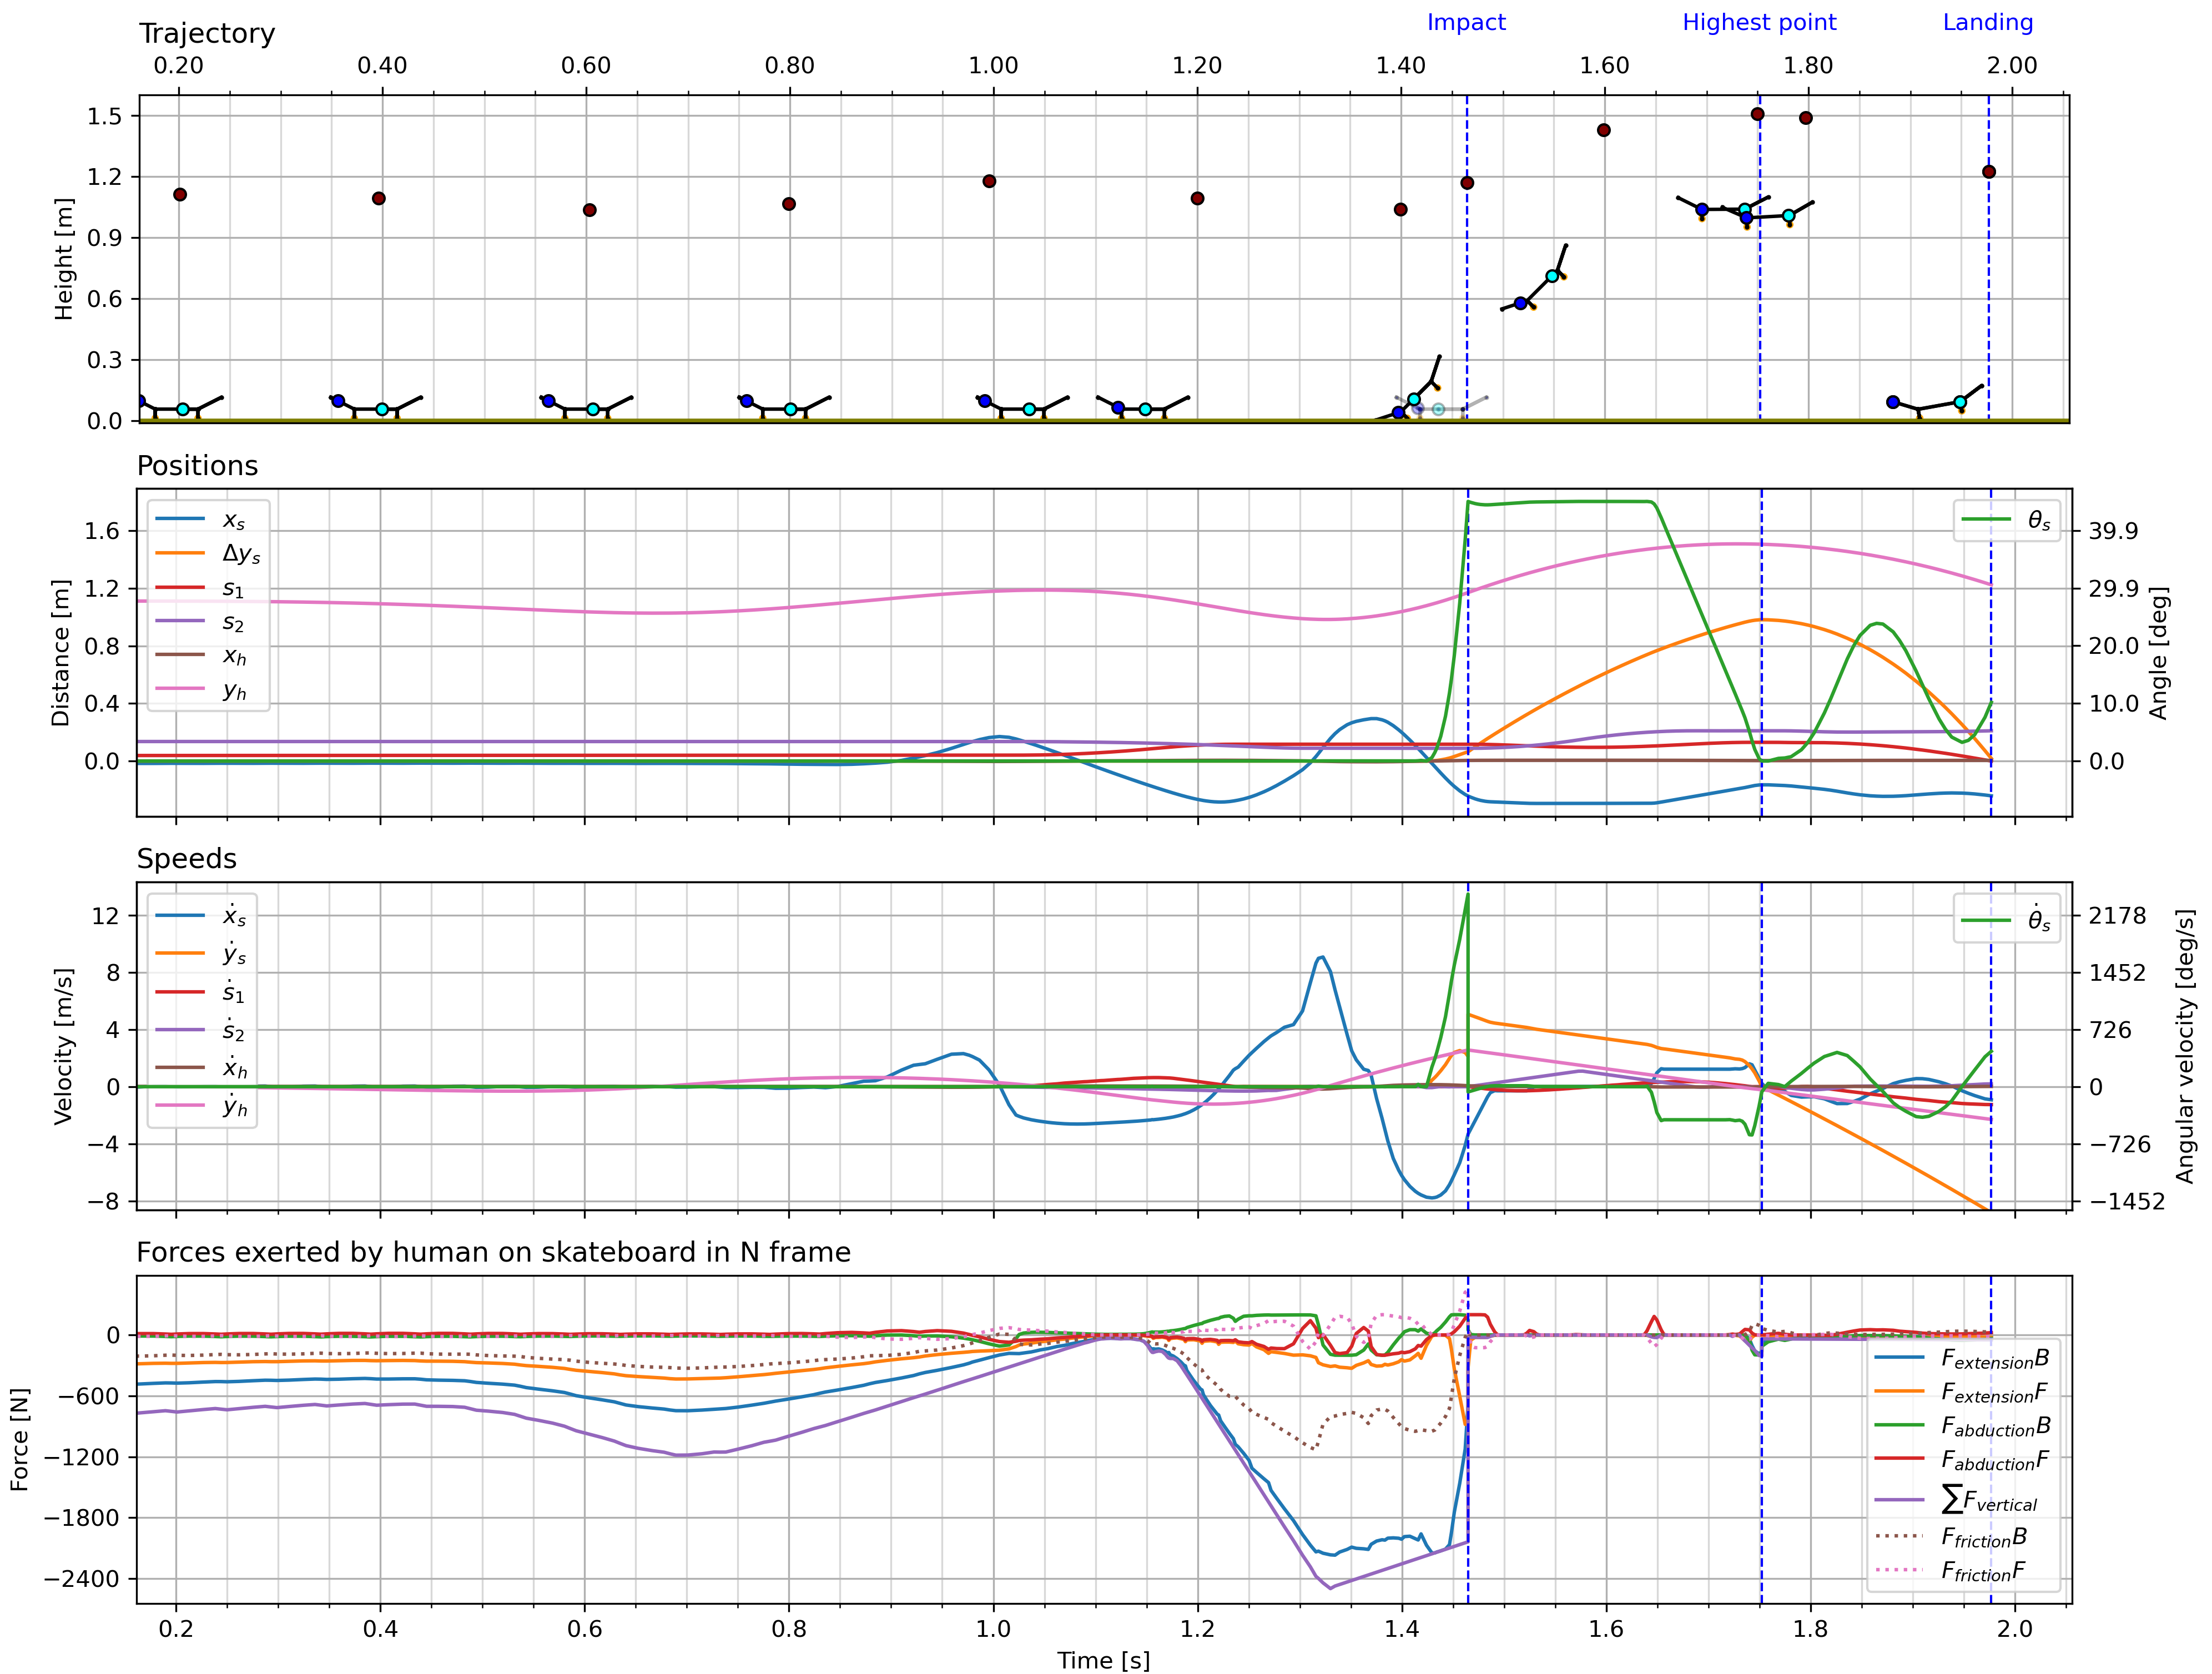 Impact Highest point Landing
Trajectory
0.20 0.40 0.60 0.80 1.00 1.20 1.40 1.60 1.80 2.00
1.5
1.2
0.9
0.6
0.3
0.0
Height [m]
Positions
1.6
1.2
0.8
0.4
0.0
Distance [m]
x_s
Δy_s
s_1
s_2
x_h
y_h
θ_s
39.9
29.9
20.0
10.0
0.0
Angle [deg]
Speeds
12
8
4
0
−4
−8
Velocity [m/s]
ẋ_s
ẏ_s
ṡ_1
ṡ_2
ẋ_h
ẏ_h
θ̇_s
2178
1452
726
0
−726
−1452
Angular velocity [deg/s]
Forces exerted by human on skateboard in N frame
0
−600
−1200
−1800
−2400
Force [N]
F_extension B
F_extension F
F_abduction B
F_abduction F
∑F_vertical
F_friction B
F_friction F
0.2 0.4 0.6 0.8 1.0 1.2 1.4 1.6 1.8 2.0
Time [s]